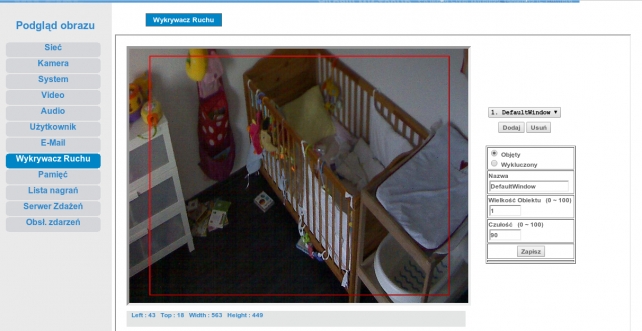 Podgląd obrazu
Sieć
Kamera
System
Video
Audio
Użytkownik
E-Mail
Wykrywacz Ruchu
Pamięć
Lista nagrań
Serwer Zdażeń
Obsł. zdarzeń
Wykrywacz Ruchu
Left : 43 Top : 18 Width : 563 Height : 449
1. DefaultWindow
Dodaj Usuń
Objęty
Wykluczony
Nazwa
DefaultWindow
Wielkość Obiektu (0 ~ 100)
1
Czułość (0 ~ 100)
90
Zapisz